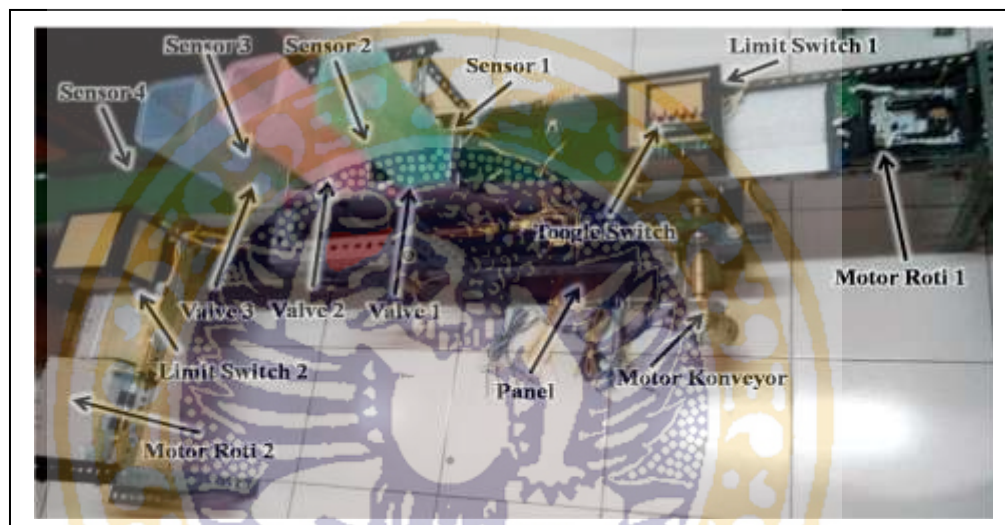 Sensor 3
Sensor 2
Limit Switch 1
Sensor 1
Sensor 4
Toogle Switch
Motor Roti 1
Valve 3
Valve 2
Valve 1
Limit Switch 2
Panel
Motor Konveyor
Motor Roti 2